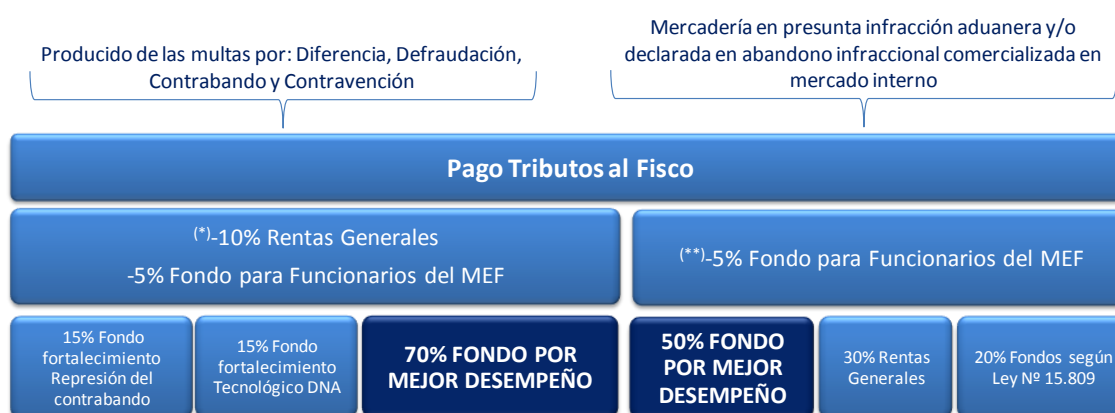 Producido de las multas por: Diferencia, Defraudación,
Contrabando y Contravención
Mercadería en presunta infracción aduanera y/o
declarada en abandono infraccional comercializada en
mercado interno
Pago Tributos al Fisco
(*)-10% Rentas Generales
-5% Fondo para Funcionarios del MEF
(**)-5% Fondo para Funcionarios del MEF
15% Fondo
fortalecimiento
Represión del
contrabando
15% Fondo
fortalecimiento
Tecnológico DNA
70% FONDO POR
MEJOR DESEMPEÑO
50% FONDO
POR MEJOR
DESEMPEÑO
30% Rentas
Generales
20% Fondos según
Ley Nº 15.809